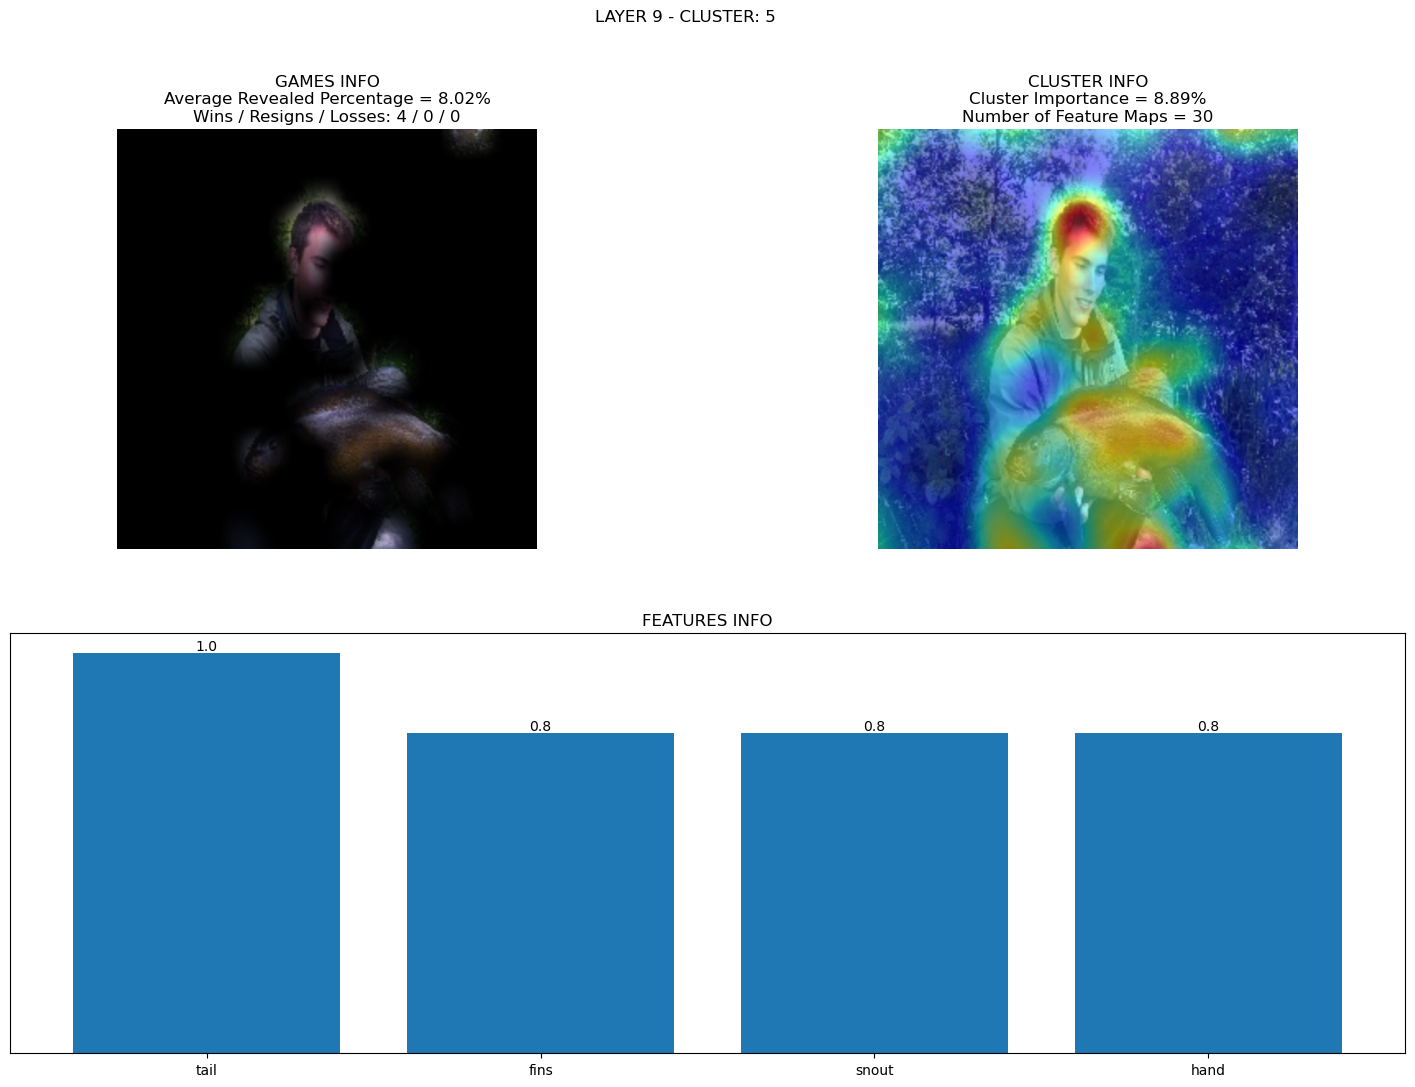 LAYER 9 - CLUSTER: 5
GAMES INFO
Average Revealed Percentage = 8.02%
Wins / Resigns / Losses: 4 / 0 / 0
CLUSTER INFO
Cluster Importance = 8.89%
Number of Feature Maps = 30
FEATURES INFO
1.0
0.8
0.8
0.8
tail
fins
snout
hand